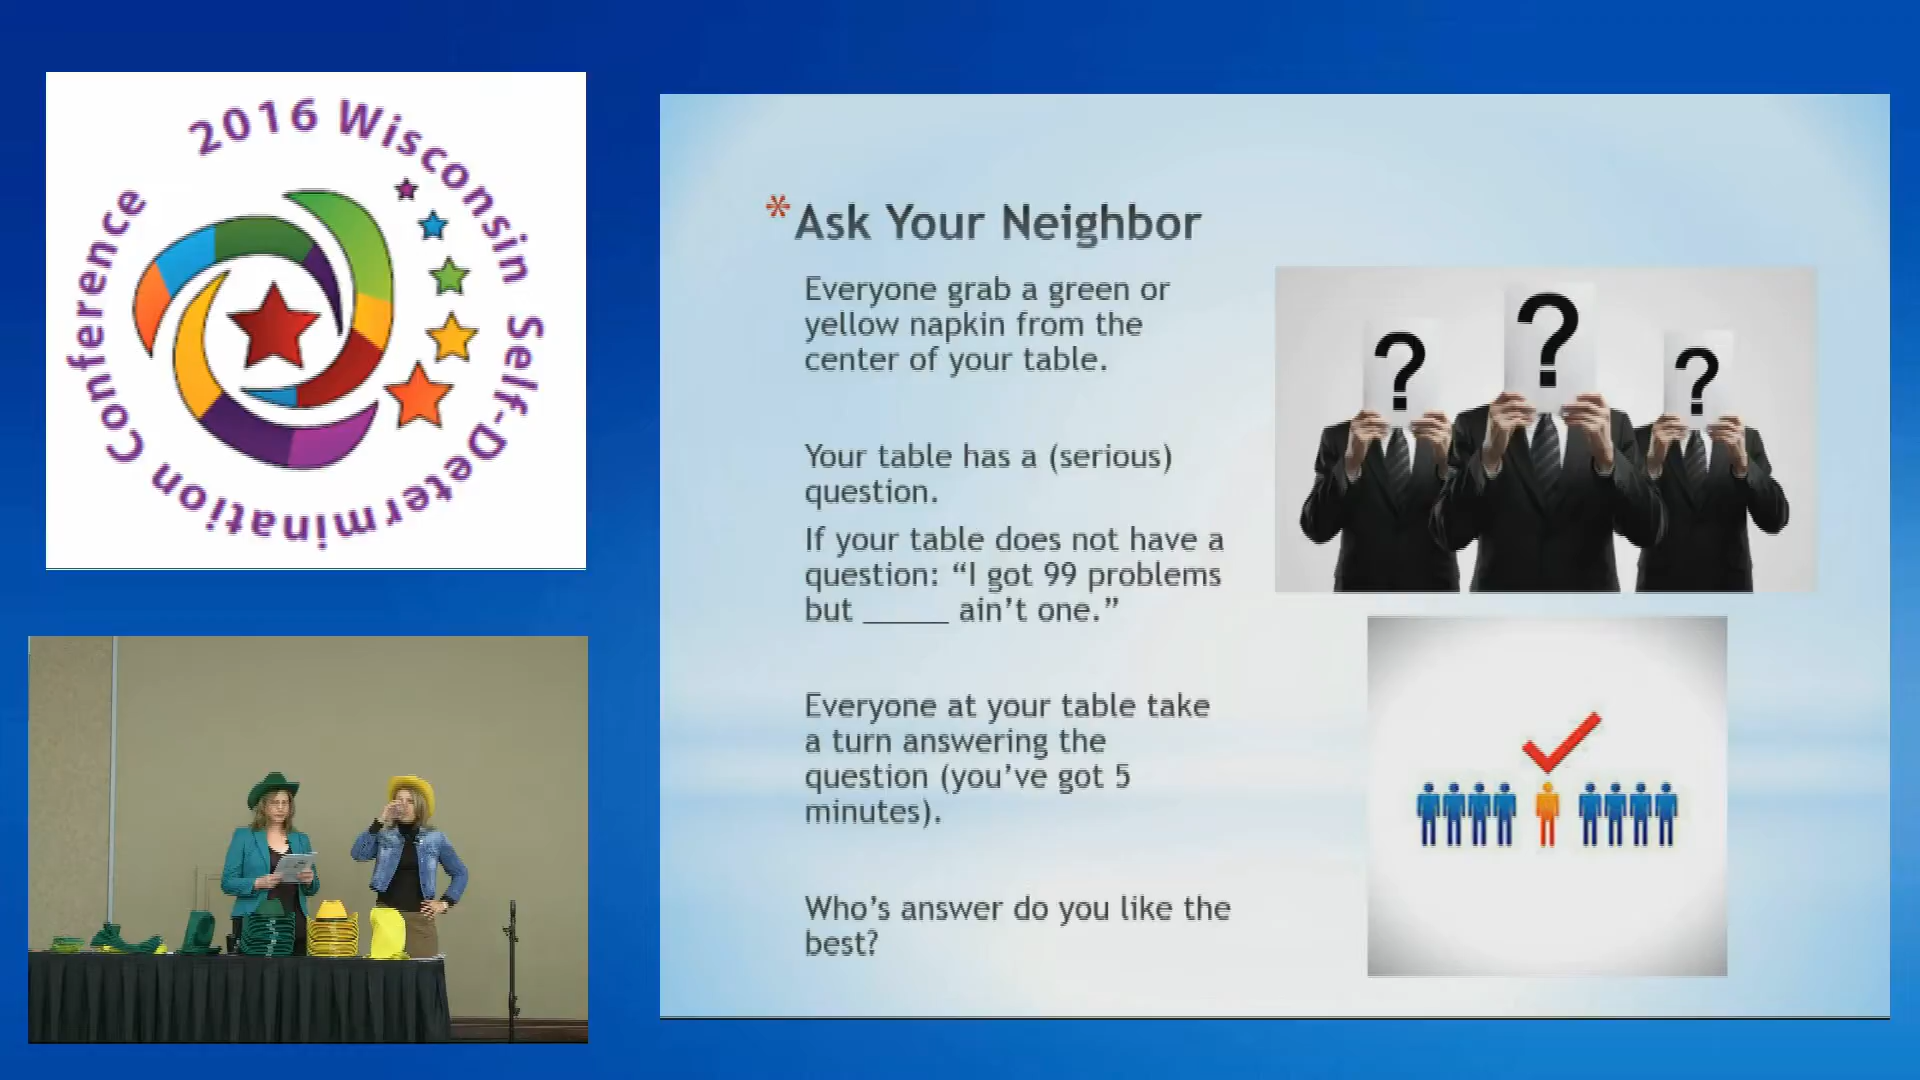 2016 Wisconsin Self-Determination Conference
*Ask Your Neighbor
Everyone grab a green or
yellow napkin from the
center of your table.
Your table has a (serious)
question.
If your table does not have a
question: “I got 99 problems
but _____ ain’t one.”
Everyone at your table take
a turn answering the
question (you’ve got 5
minutes).
Who’s answer do you like the
best?
?
?
?